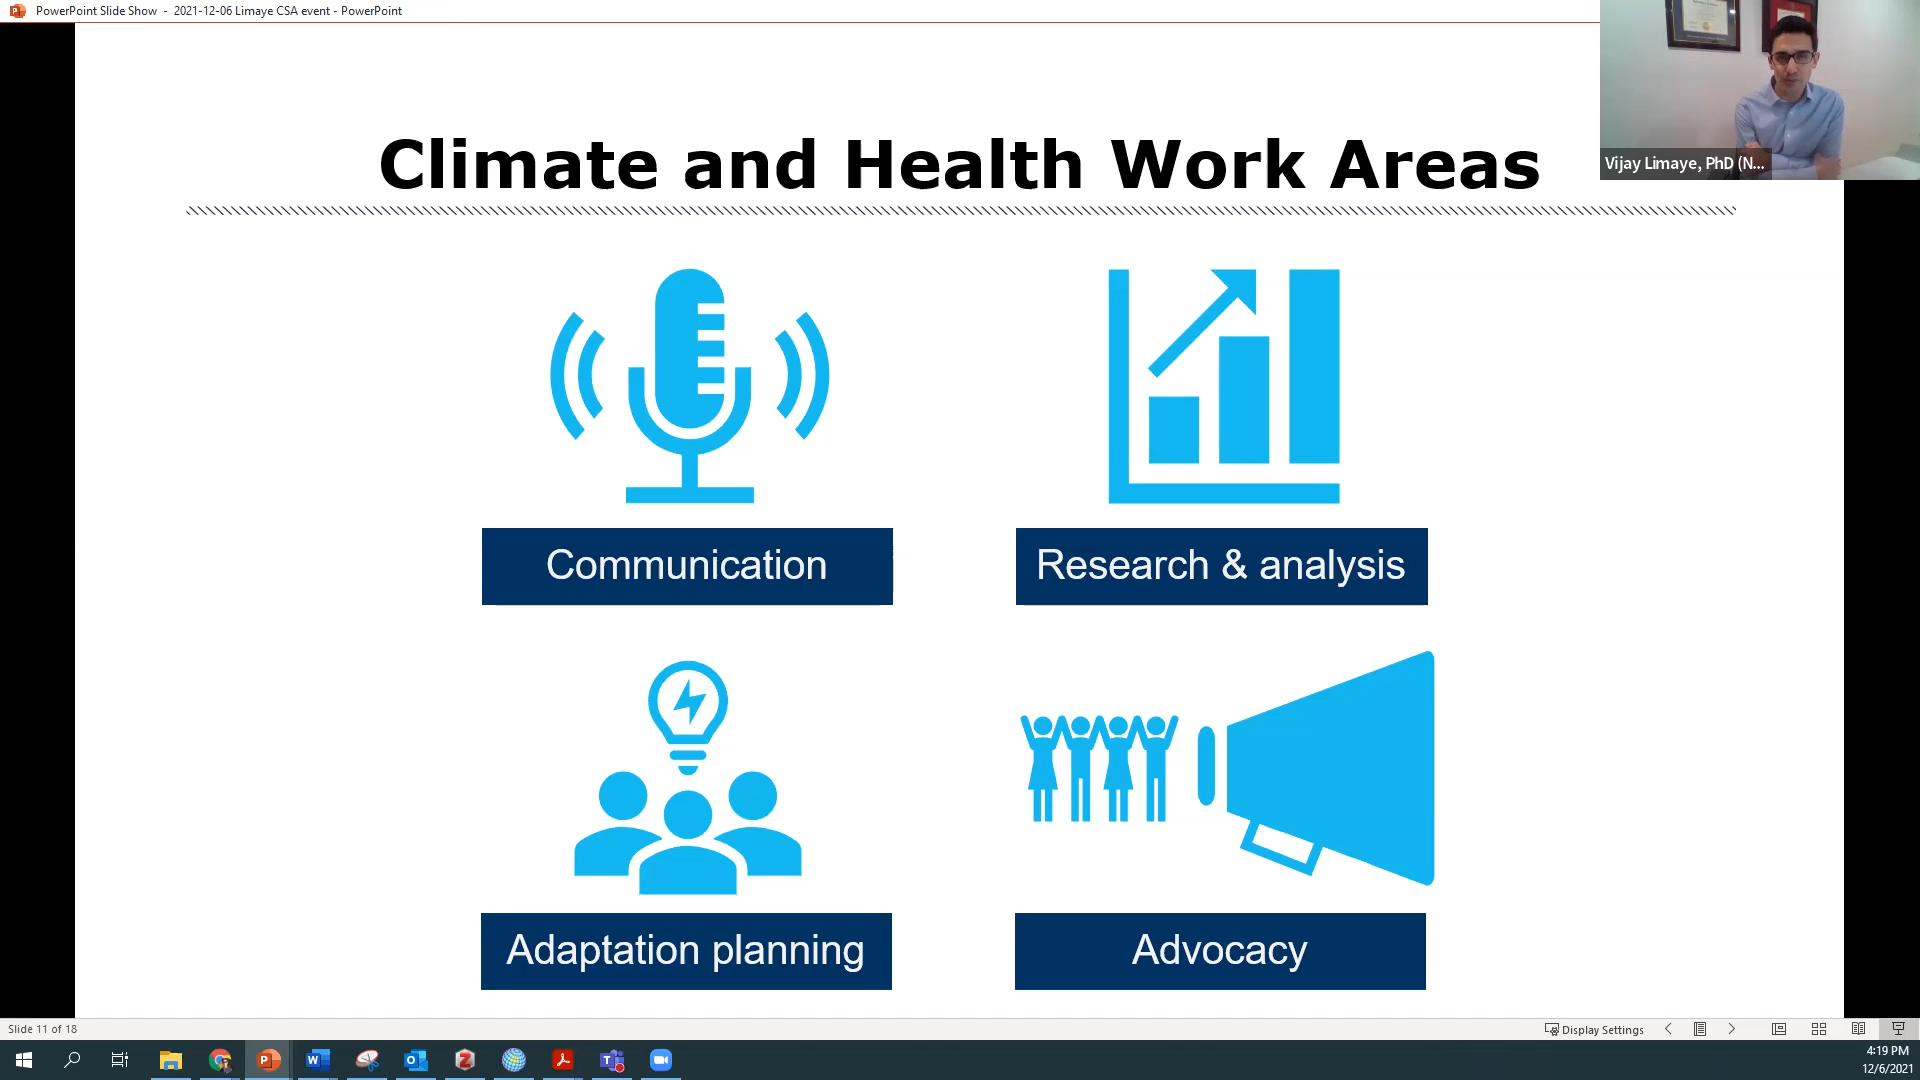 PowerPoint Slide Show - 2021-12-06 Limaye CSA event - PowerPoint
Vijay Limaye, PhD (N...
Climate and Health Work Areas
Communication
Research & analysis
Adaptation planning
Advocacy
Slide 11 of 18
Display Settings
4:19 PM
12/6/2021